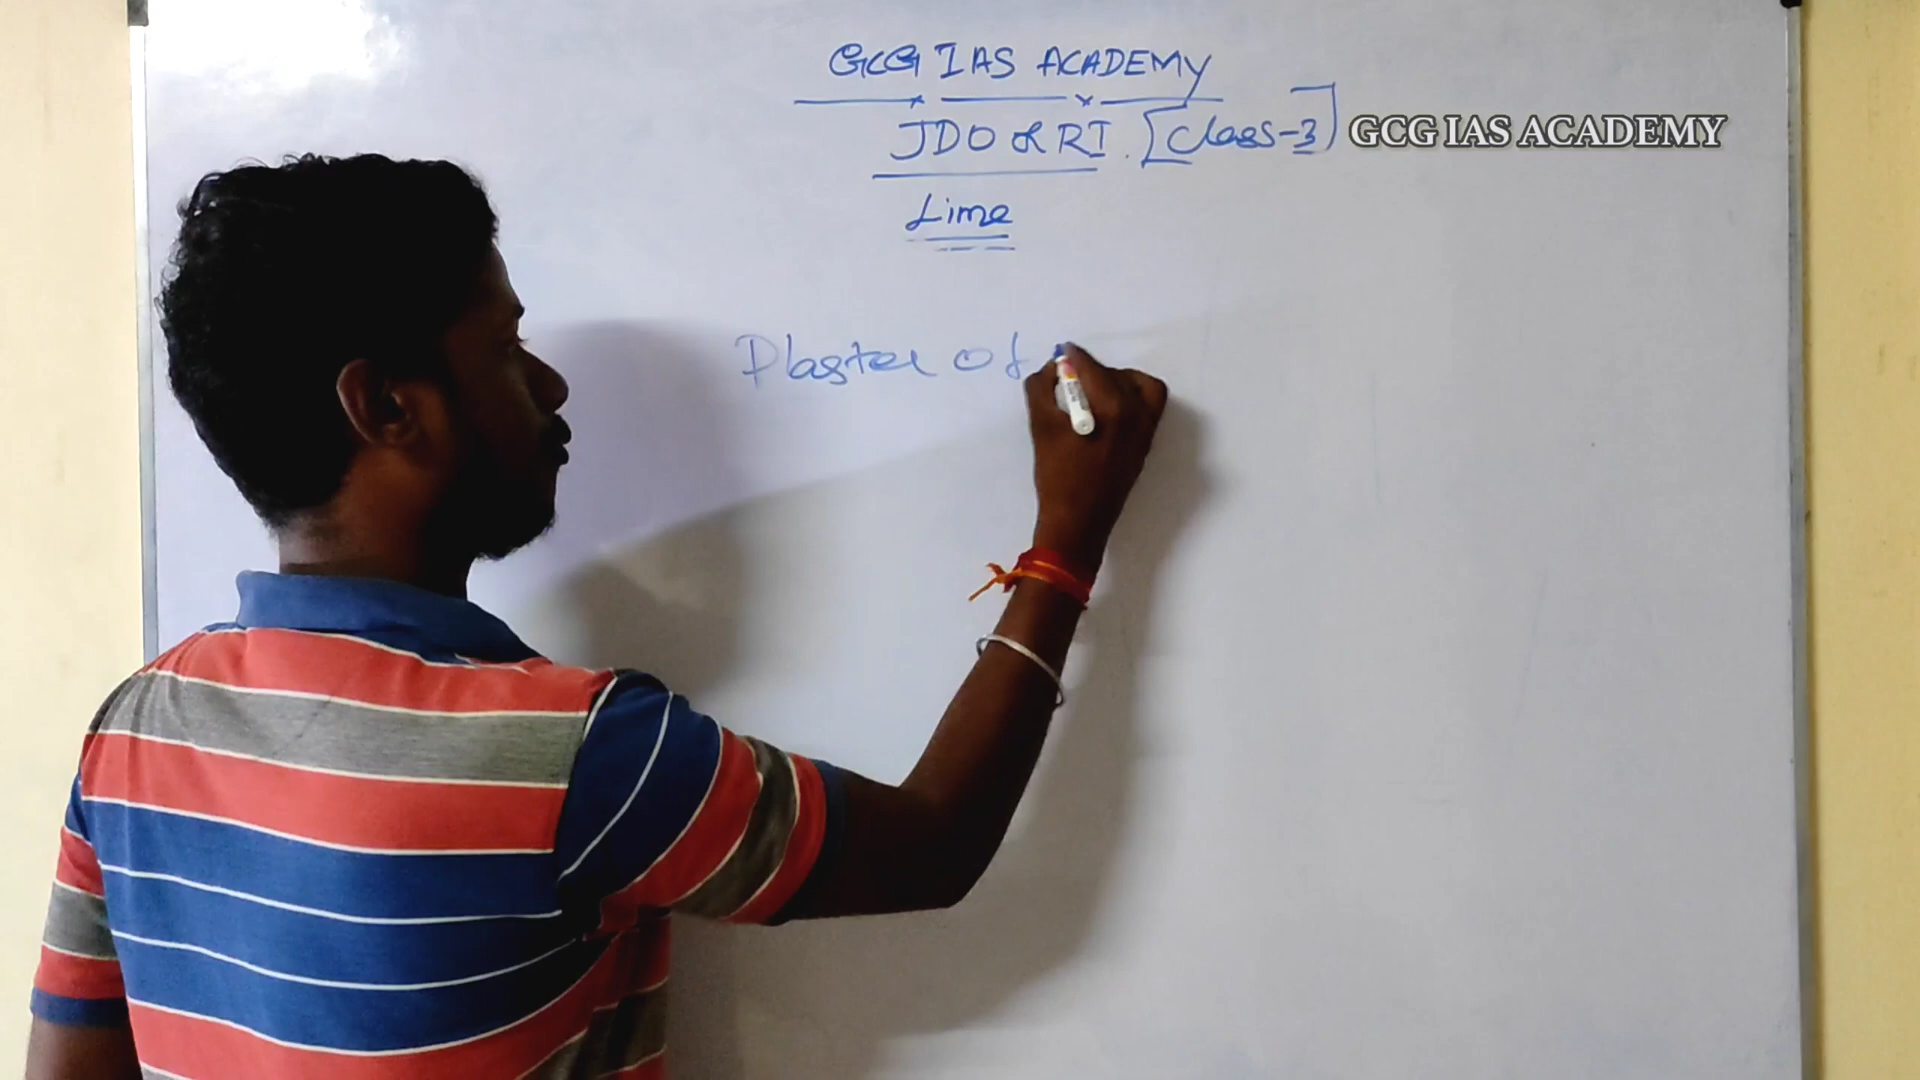 GCG IAS ACADEMY
JDO & RI. [Class-3]
GCG IAS ACADEMY
Lime
Plaster of